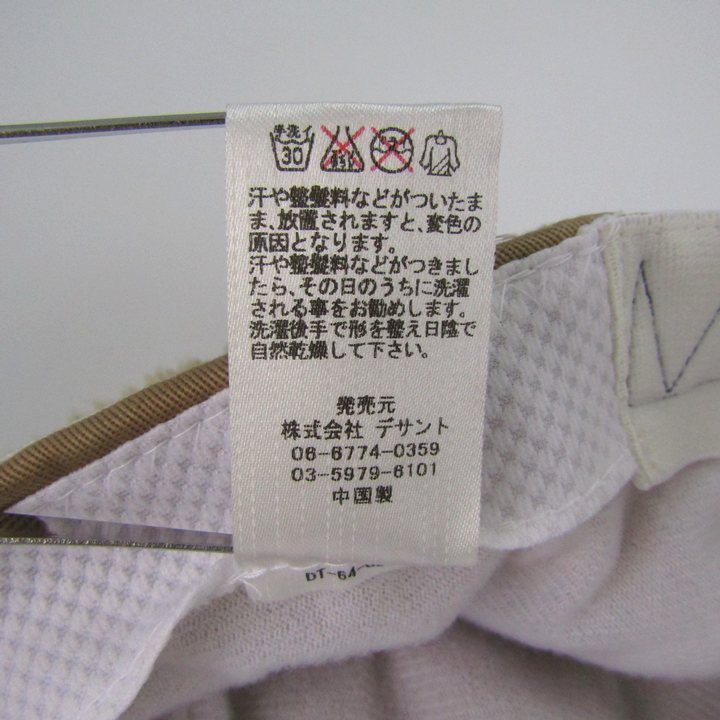 手洗イ
30
汗や整髪料などがついたま
ま、放置されますと、変色の
原因となります。
汗や整髪料などがつきまし
たら、その日のうちに洗濯
される事をお勧めします。
洗濯後手で形を整え日陰で
自然乾燥して下さい。
発売元
株式会社 デサント
06-6774-0359
03-5979-6101
中国製